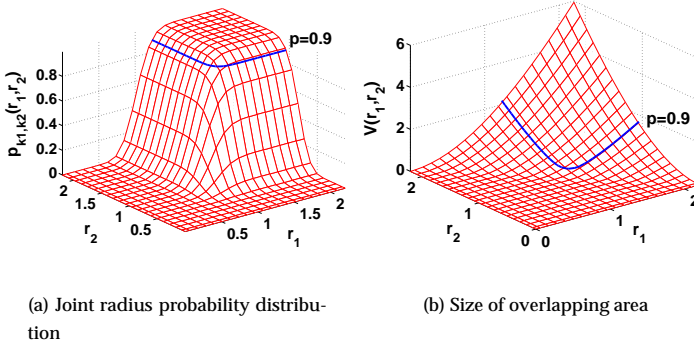 p=0.9
0.8
0.6
0.4
0.2
0
p_{k1,k2}(r_1,r_2)
2
1.5
1
0.5
r_2
0.5
1
1.5
2
r_1
6
4
2
0
V(r_1,r_2)
p=0.9
2
1
0
r_2
0
1
2
r_1
(a) Joint radius probability distribu-
tion
(b) Size of overlapping area